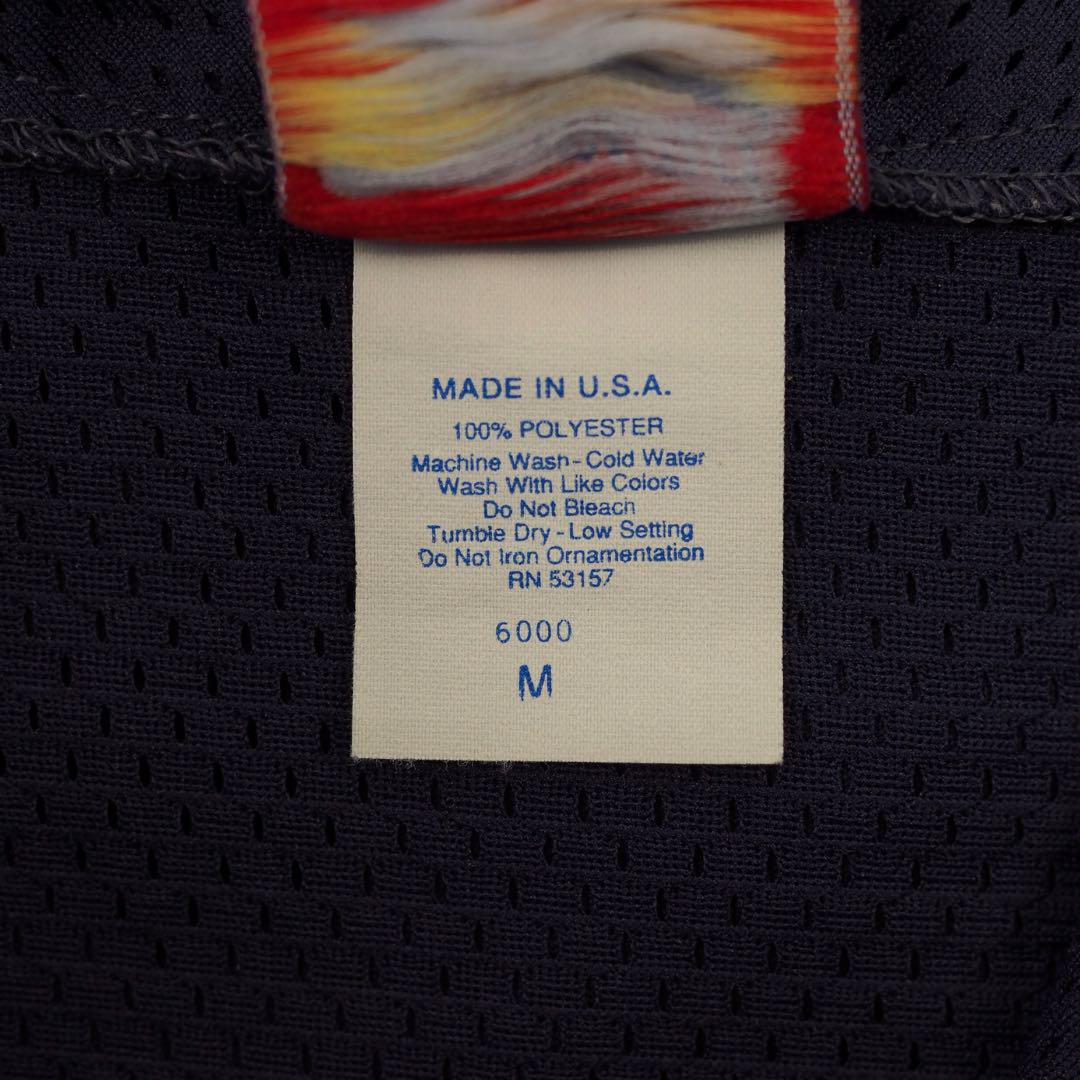 MADE IN U.S.A.
100% POLYESTER
Machine Wash-Cold Water
Wash With Like Colors
Do Not Bleach
Tumble Dry-Low Setting
Do Not Iron Ornamentation
RN 53157
6000
M